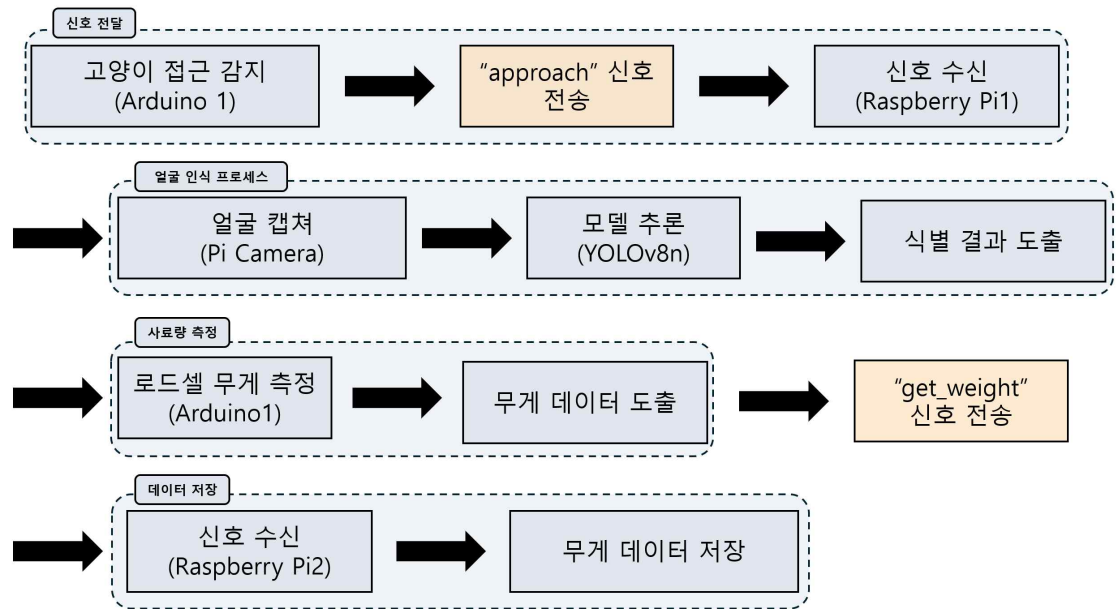 신호 전달
고양이 접근 감지
(Arduino 1)
“approach” 신호
전송
신호 수신
(Raspberry Pi1)
얼굴 인식 프로세스
얼굴 캡쳐
(Pi Camera)
모델 추론
(YOLOv8n)
식별 결과 도출
사료량 측정
로드셀 무게 측정
(Arduino1)
무게 데이터 도출
“get_weight”
신호 전송
데이터 저장
신호 수신
(Raspberry Pi2)
무게 데이터 저장